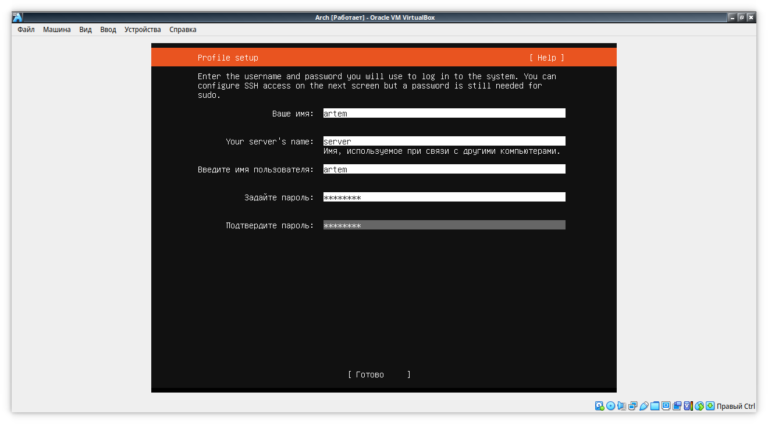 Arch [Работает] - Oracle VM VirtualBox
Файл Машина Вид Ввод Устройства Справка
Profile setup [ Help ]
Enter the username and password you will use to log in to the system. You can
configure SSH access on the next screen but a password is still needed for
sudo.
Ваше имя: artem
Your server's name: server
Имя, используемое при связи с другими компьютерами.
Введите имя пользователя: artem
Задайте пароль: ********
Подтвердите пароль: ********
[ Готово ]
Правый Ctrl